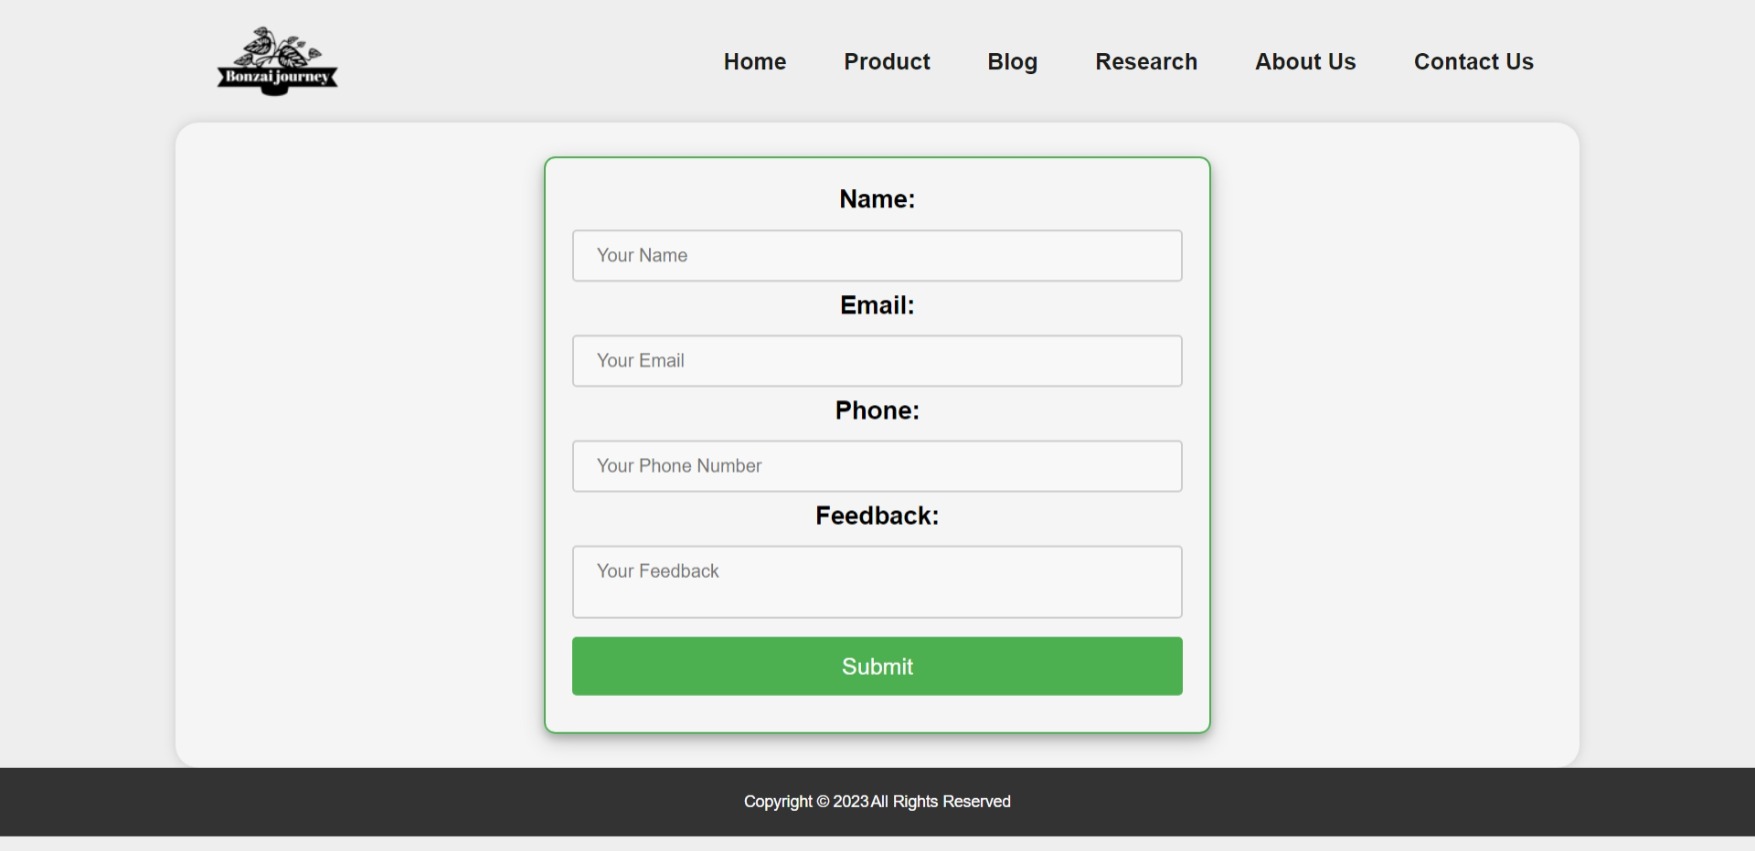 Bonzai journey
Home Product Blog Research About Us Contact Us
Name:
Your Name
Email:
Your Email
Phone:
Your Phone Number
Feedback:
Your Feedback
Submit
Copyright © 2023 All Rights Reserved